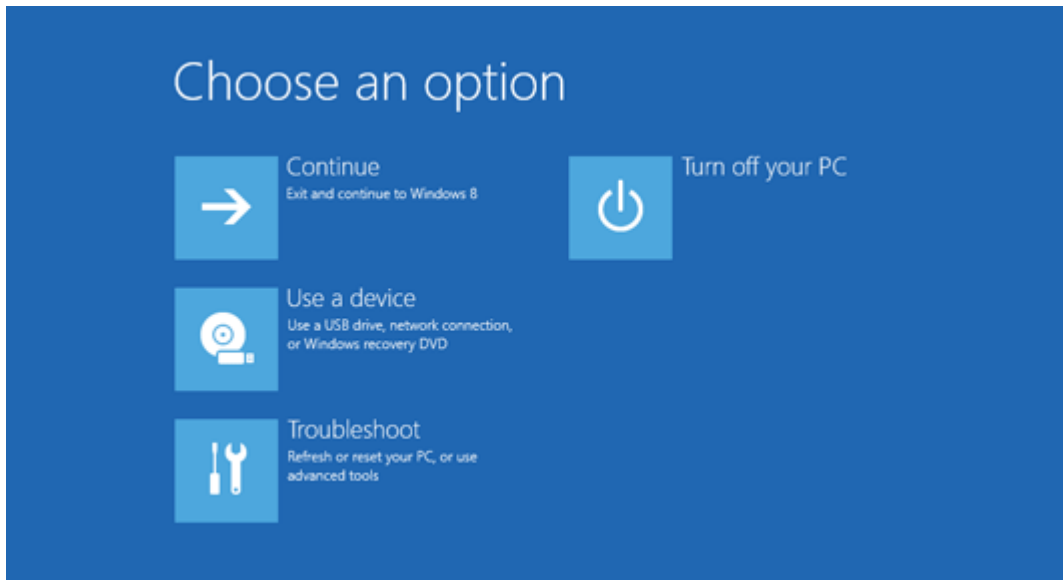 Choose an option
Continue
Exit and continue to Windows 8
Turn off your PC
Use a device
Use a USB drive, network connection,
or Windows recovery DVD
Troubleshoot
Refresh or reset your PC, or use
advanced tools